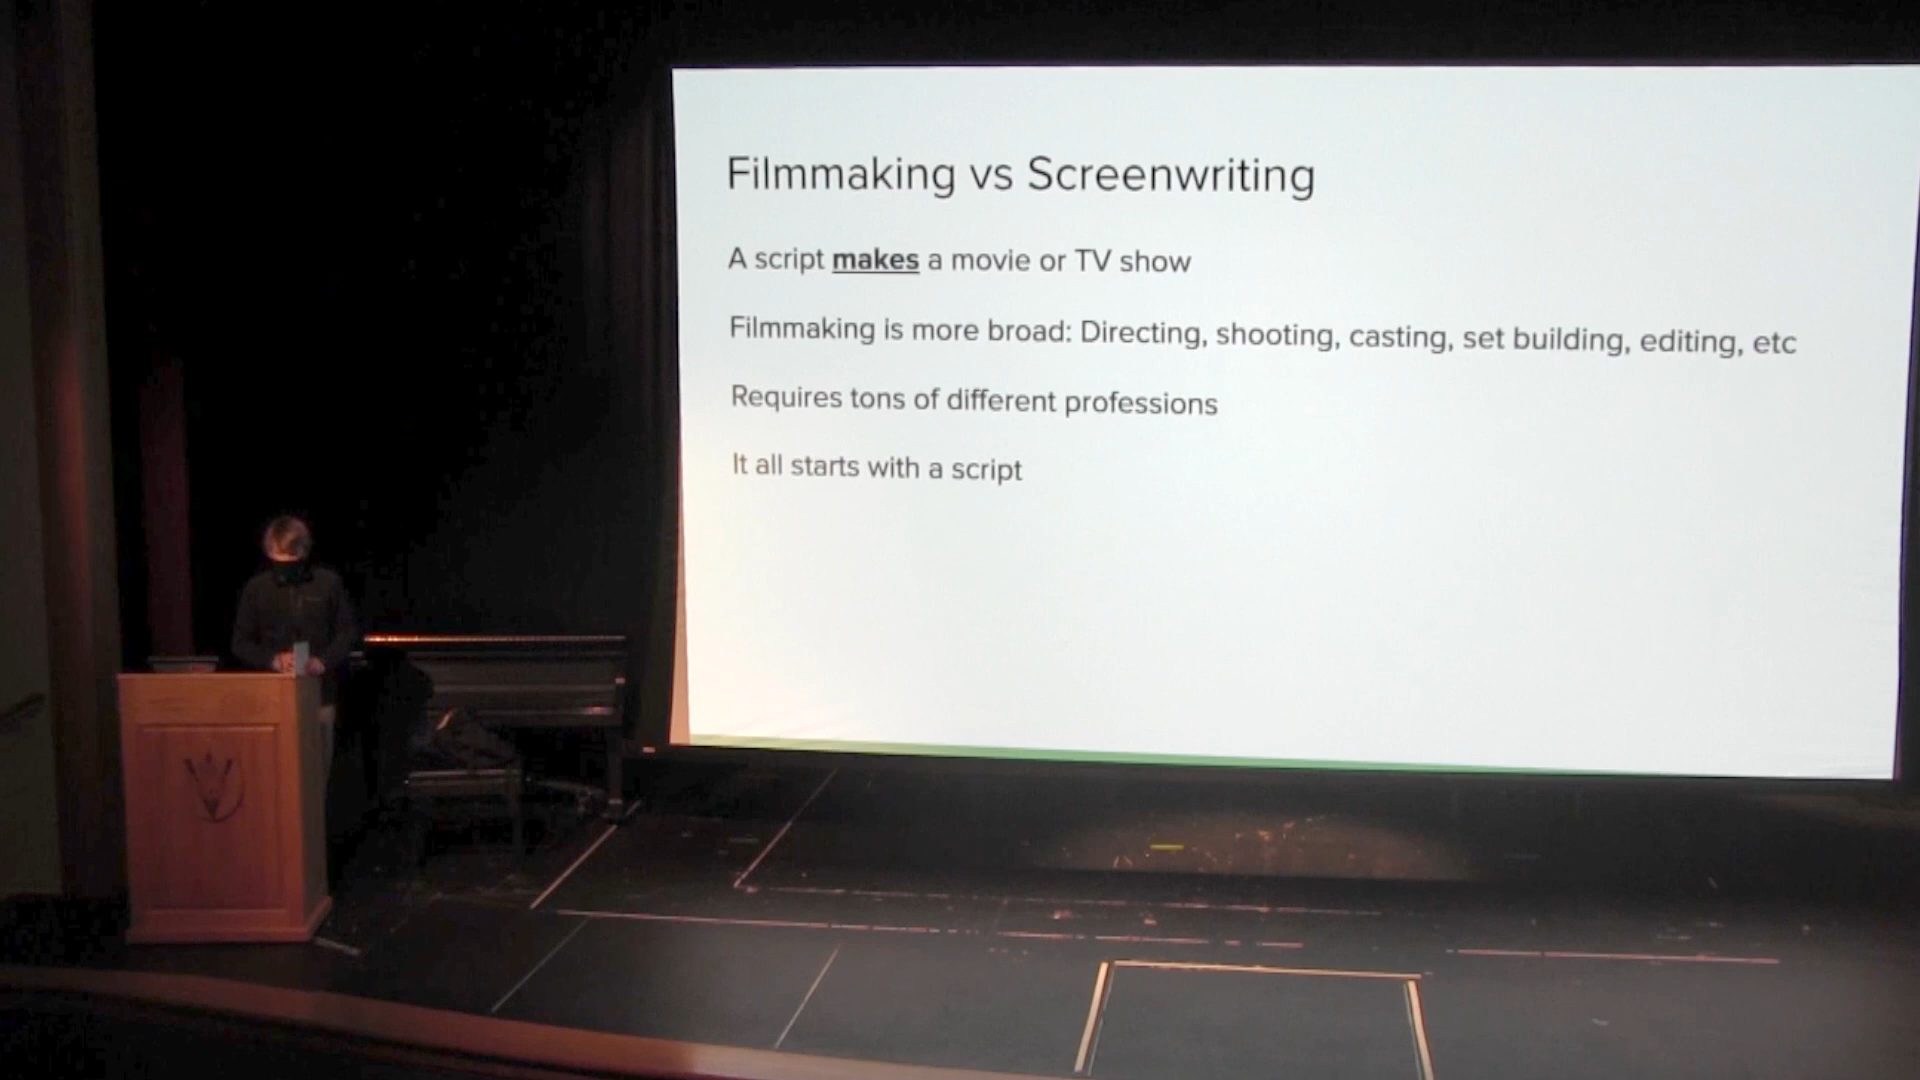 Filmmaking vs Screenwriting
A script makes a movie or TV show
Filmmaking is more broad: Directing, shooting, casting, set building, editing, etc
Requires tons of different professions
It all starts with a script